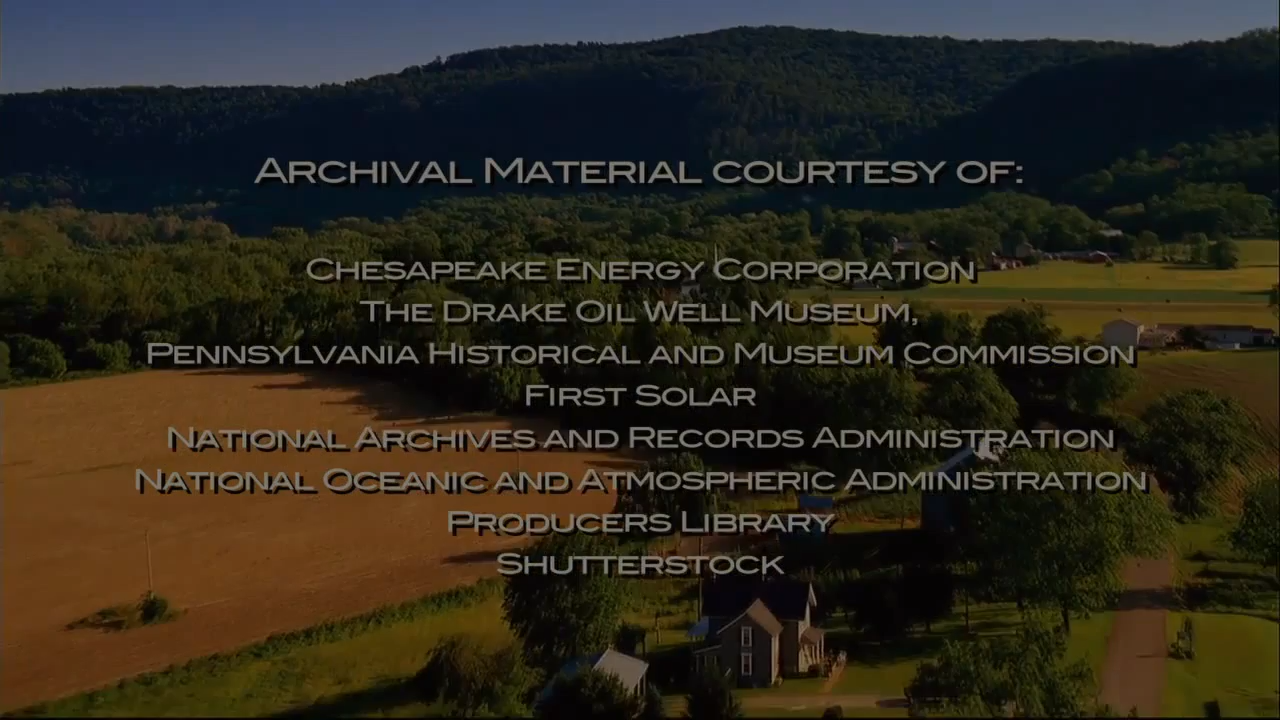 Archival Material courtesy of:
Chesapeake Energy Corporation
The Drake Oil Well Museum,
Pennsylvania Historical and Museum Commission
First Solar
National Archives and Records Administration
National Oceanic and Atmospheric Administration
Producers Library
Shutterstock